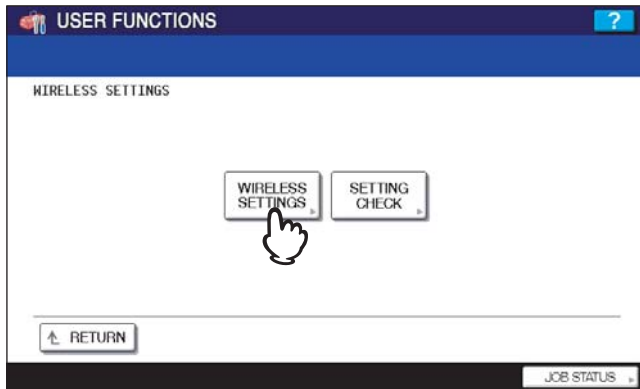 USER FUNCTIONS
?
WIRELESS SETTINGS
WIRELESS SETTING
SETTINGS CHECK
RETURN
JOB STATUS